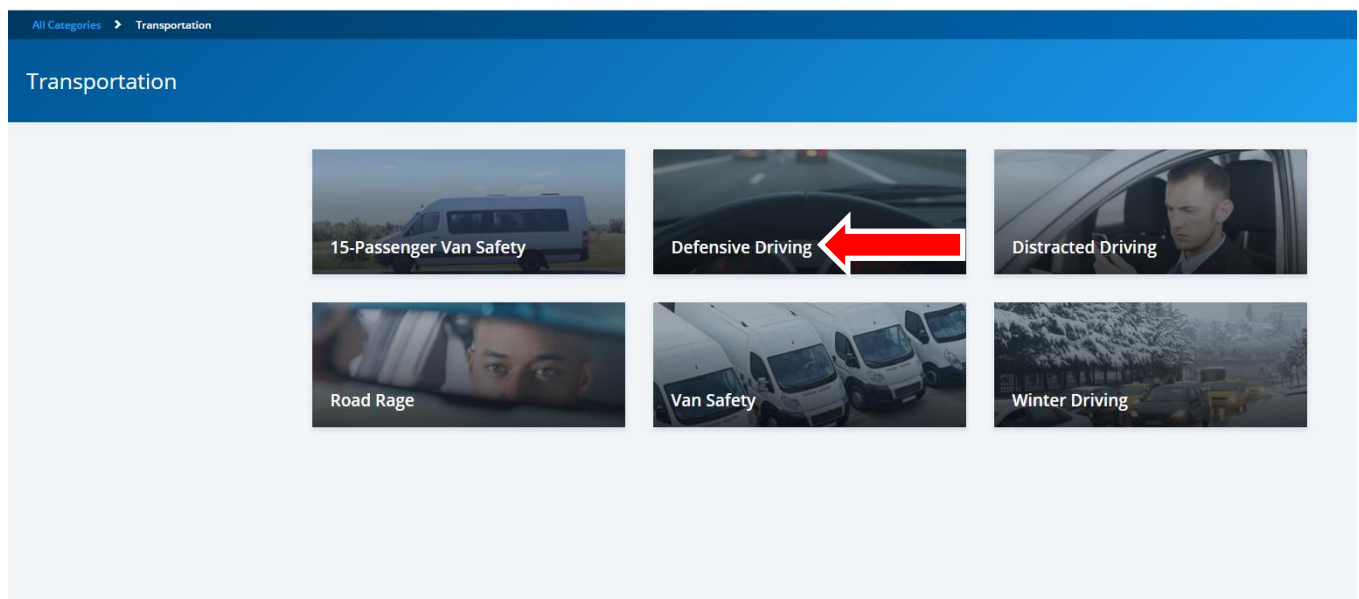 All Categories > Transportation
Transportation
15-Passenger Van Safety
Defensive Driving
Distracted Driving
Road Rage
Van Safety
Winter Driving